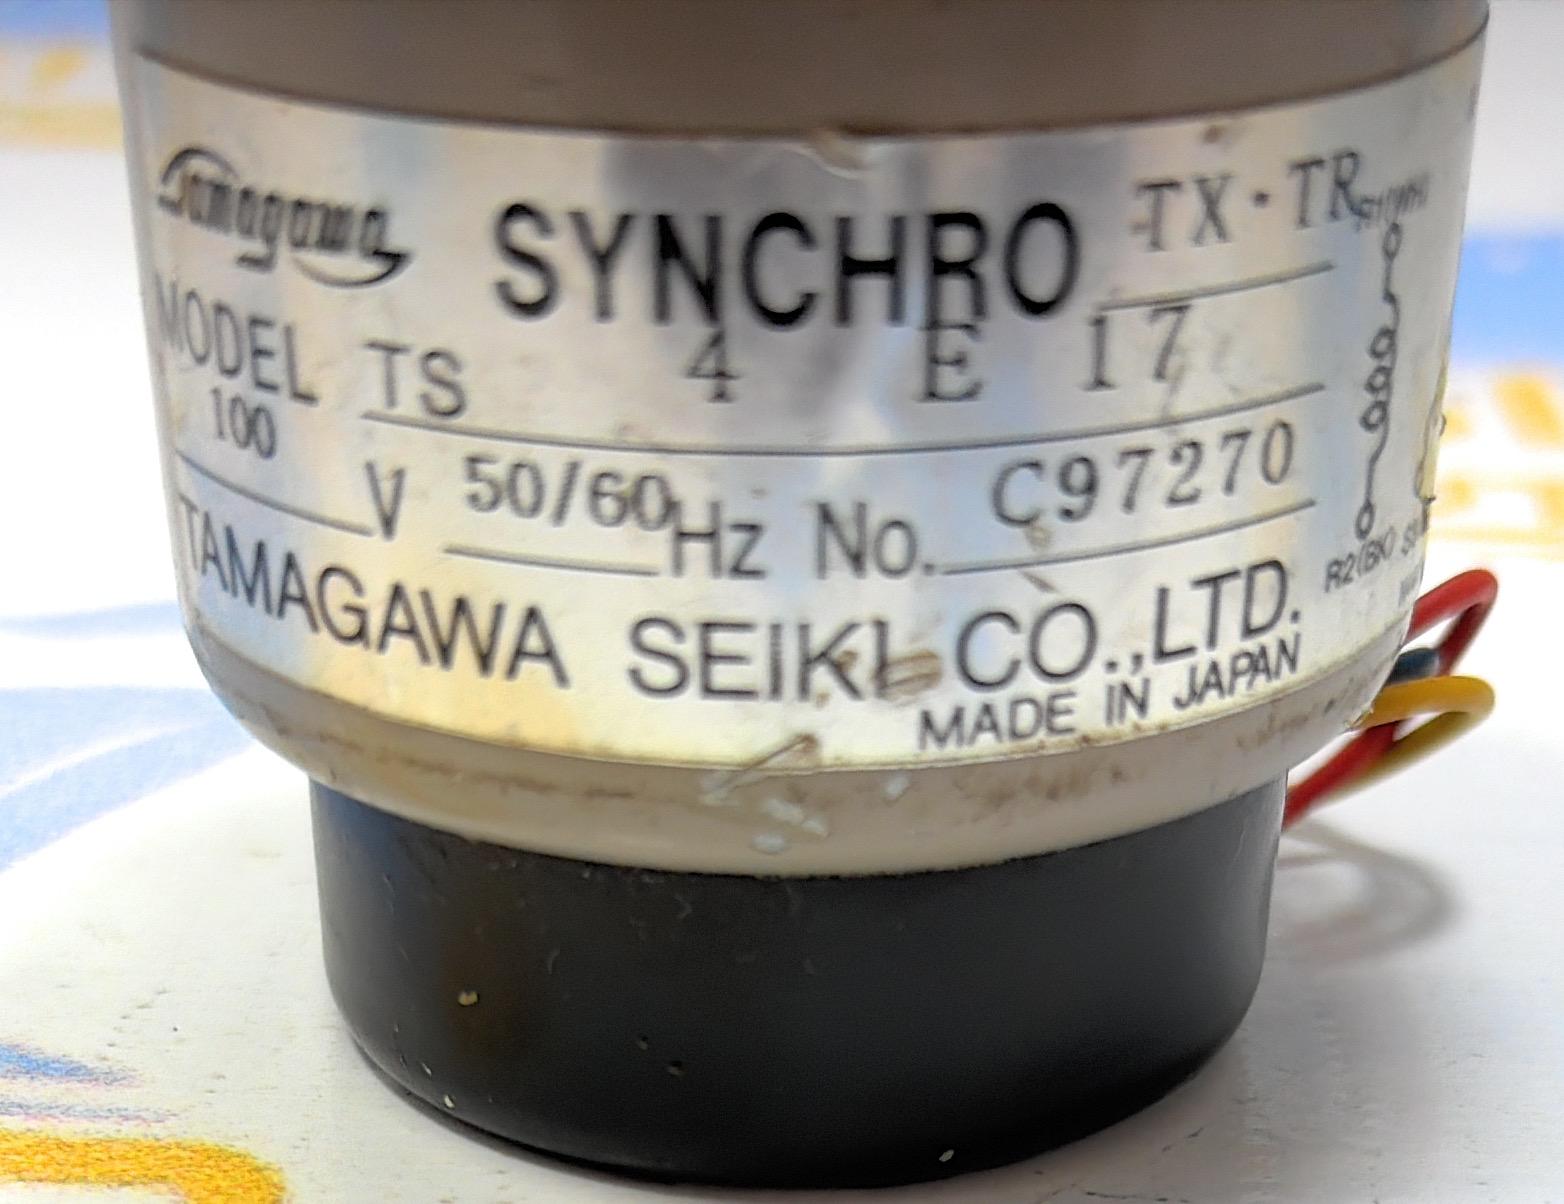 Tamagawa SYNCHRO TX-TR
MODEL TS 4 E 17
100 V 50/60 Hz No. C97270
TAMAGAWA SEIKI CO.,LTD.
MADE IN JAPAN